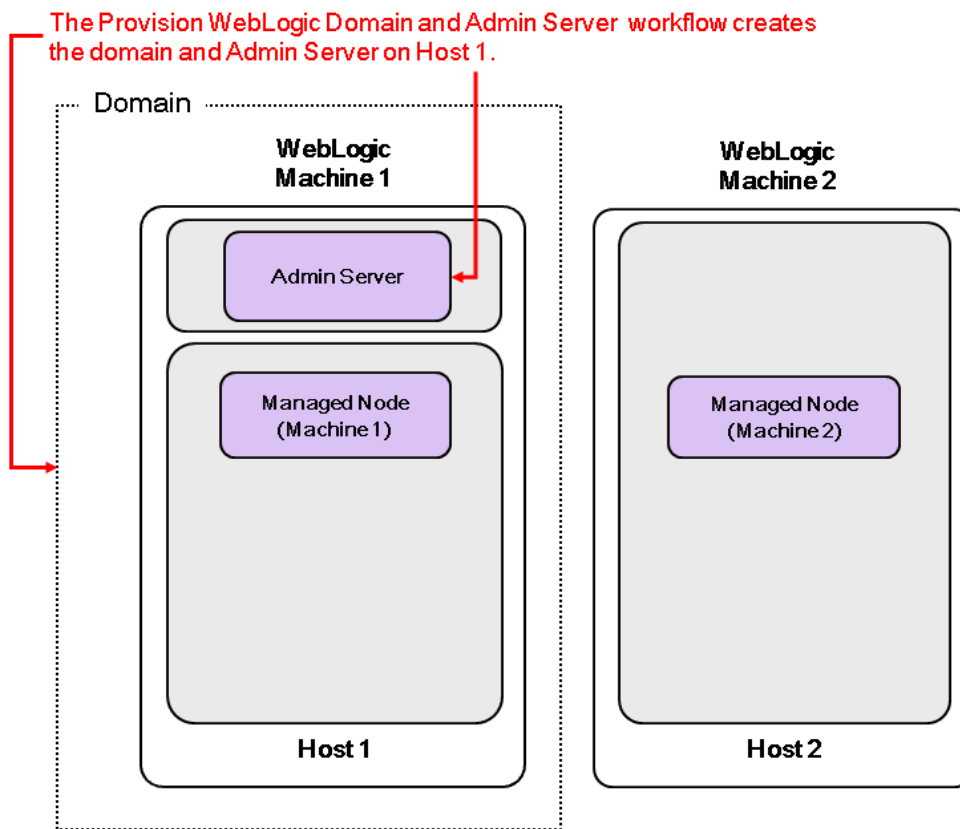 The Provision WebLogic Domain and Admin Server workflow creates
the domain and Admin Server on Host 1.
Domain
WebLogic
Machine 1
WebLogic
Machine 2
Admin Server
Managed Node
(Machine 1)
Managed Node
(Machine 2)
Host 1
Host 2